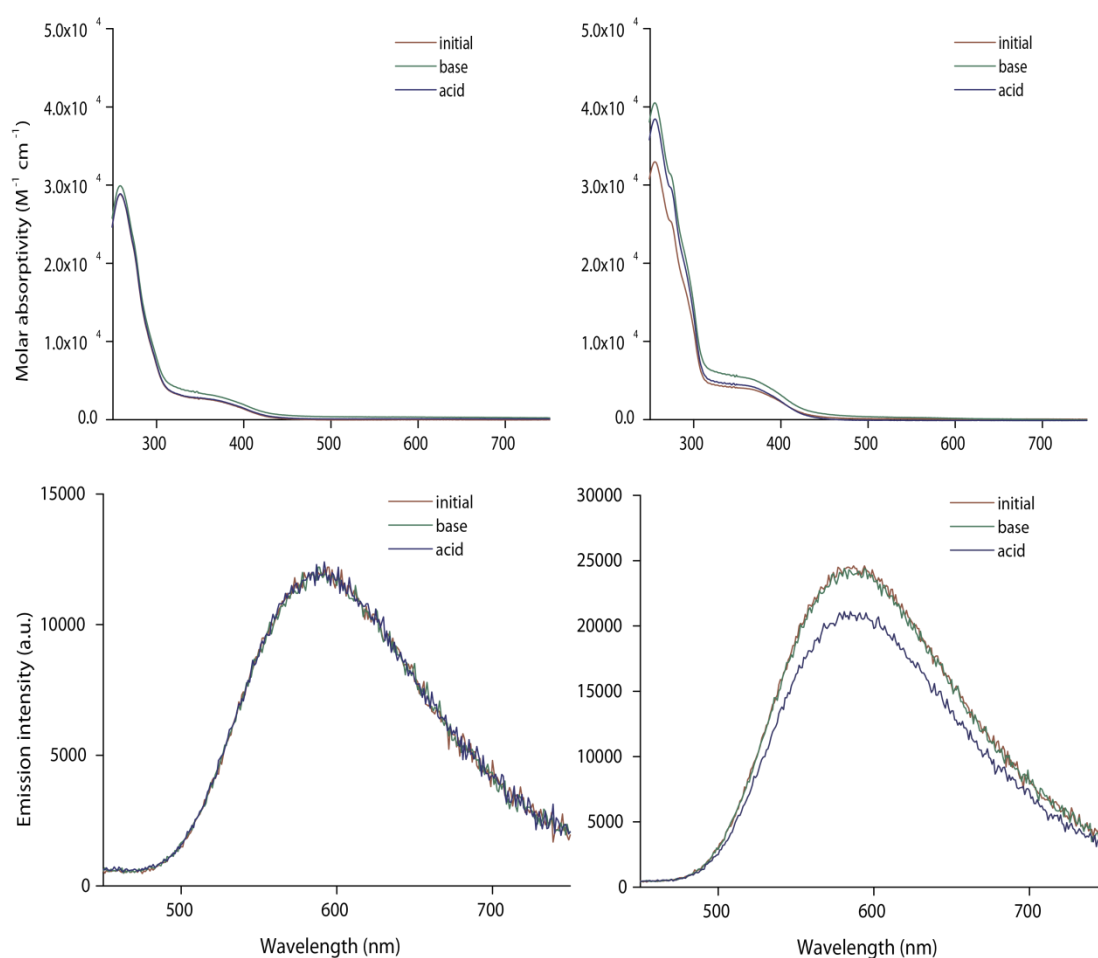 5.0x10 4
4.0x10 4
3.0x10 4
2.0x10 4
1.0x10 4
0.0
Molar absorptivity (M-1 cm-1)
initial
base
acid
300 400 500 600 700
5.0x10 4
4.0x10 4
3.0x10 4
2.0x10 4
1.0x10 4
0.0
initial
base
acid
300 400 500 600 700
15000
10000
5000
0
Emission intensity (a.u.)
initial
base
acid
500 600 700
Wavelength (nm)
30000
25000
20000
15000
10000
5000
0
initial
base
acid
500 600 700
Wavelength (nm)